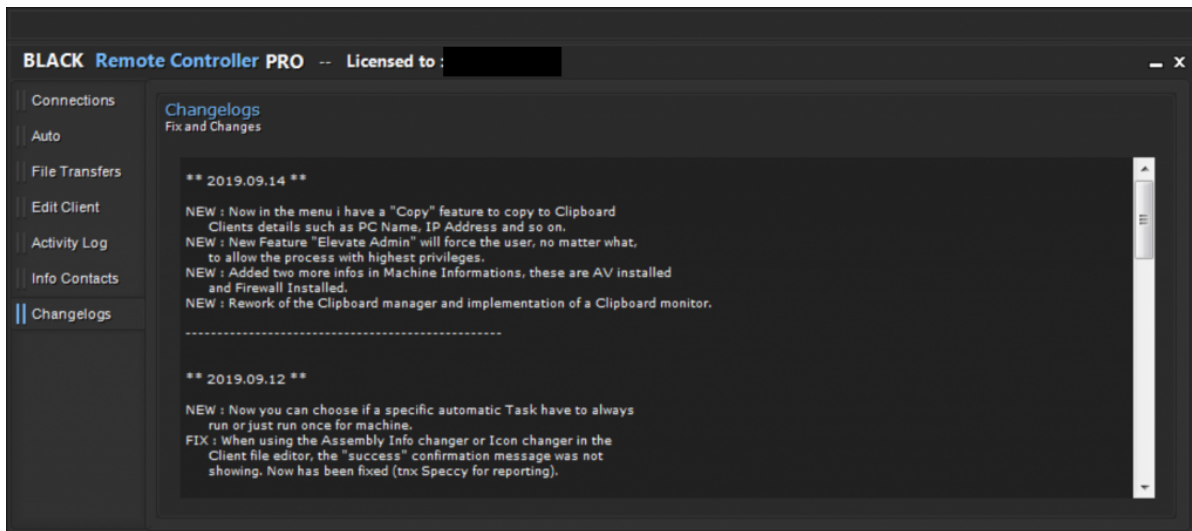 BLACK Remote Controller PRO -- Licensed to :
Connections
Auto
File Transfers
Edit Client
Activity Log
Info Contacts
Changelogs
Changelogs
Fix and Changes
** 2019.09.14 **
NEW : Now in the menu i have a "Copy" feature to copy to Clipboard
Clients details such as PC Name, IP Address and so on.
NEW : New Feature "Elevate Admin" will force the user, no matter what,
to allow the process with highest privileges.
NEW : Added two more infos in Machine Informations, these are AV installed
and Firewall Installed.
NEW : Rework of the Clipboard manager and implementation of a Clipboard monitor.
--------------------------------------------------
** 2019.09.12 **
NEW : Now you can choose if a specific automatic Task have to always
run or just run once for machine.
FIX : When using the Assembly Info changer or Icon changer in the
Client file editor, the "success" confirmation message was not
showing. Now has been fixed (tnx Speccy for reporting).